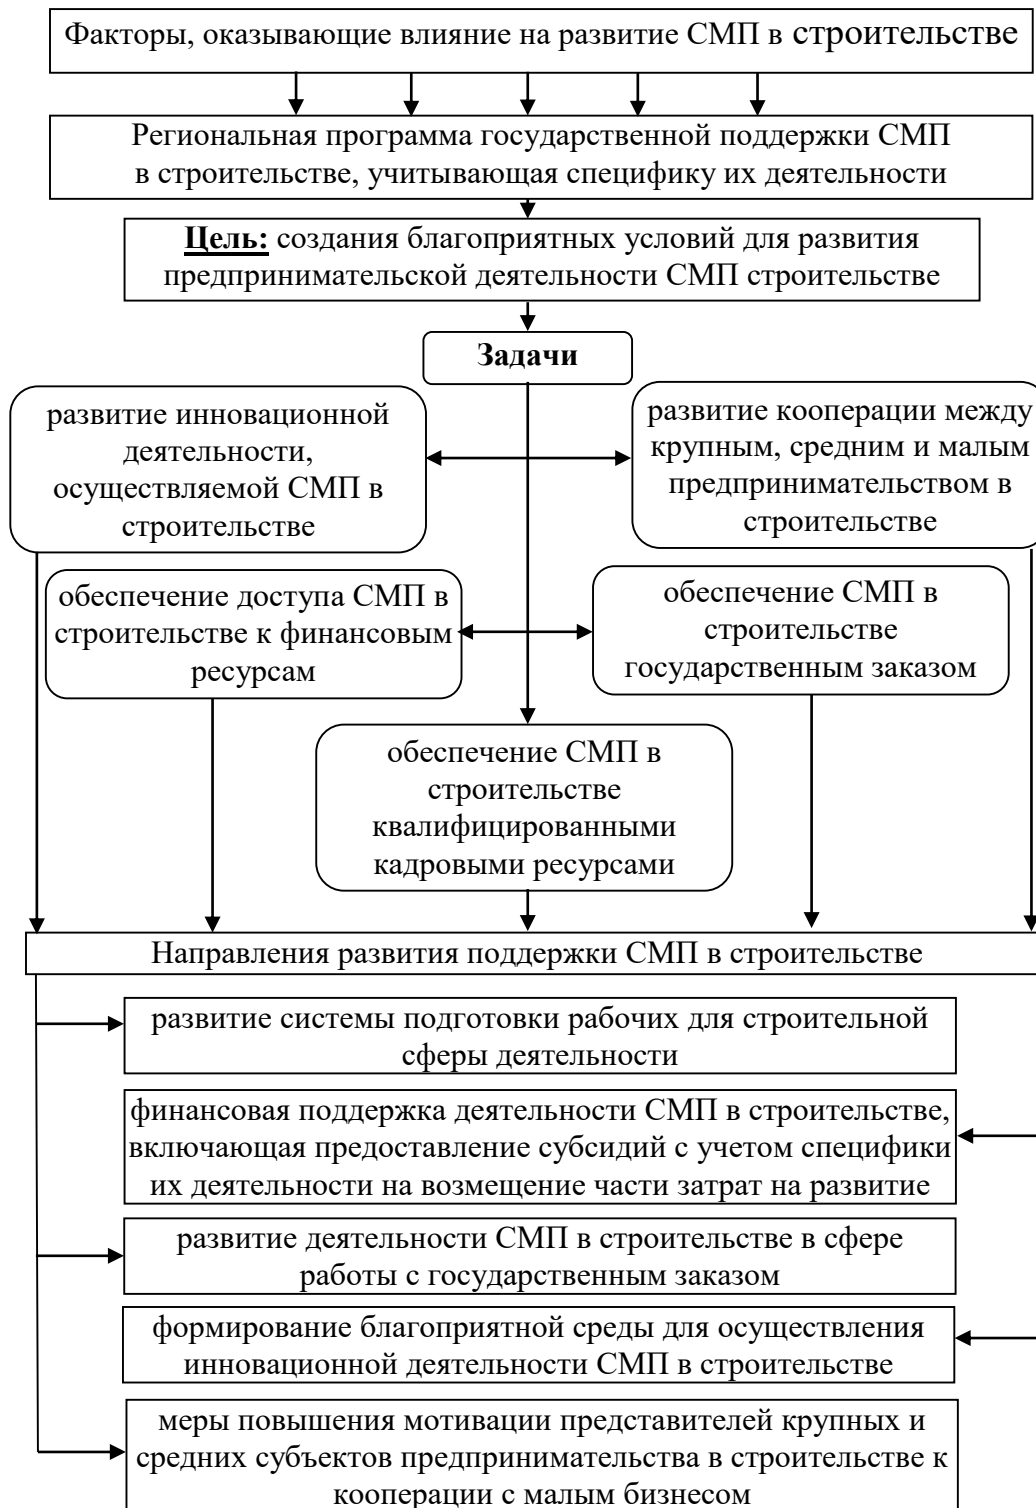 Факторы, оказывающие влияние на развитие СМП в строительстве
Региональная программа государственной поддержки СМП
в строительстве, учитывающая специфику их деятельности
Цель: создания благоприятных условий для развития
предпринимательской деятельности СМП строительстве
Задачи
развитие инновационной
деятельности,
осуществляемой СМП в
строительстве
развитие кооперации между
крупным, средним и малым
предпринимательством в
строительстве
обеспечение доступа СМП в
строительстве к финансовым
ресурсам
обеспечение СМП в
строительстве
государственным заказом
обеспечение СМП в
строительстве
квалифицированными
кадровыми ресурсами
Направления развития поддержки СМП в строительстве
развитие системы подготовки рабочих для строительной
сферы деятельности
финансовая поддержка деятельности СМП в строительстве,
включающая предоставление субсидий с учетом специфики
их деятельности на возмещение части затрат на развитие
развитие деятельности СМП в строительстве в сфере
работы с государственным заказом
формирование благоприятной среды для осуществления
инновационной деятельности СМП в строительстве
меры повышения мотивации представителей крупных и
средних субъектов предпринимательства в строительстве к
кооперации с малым бизнесом